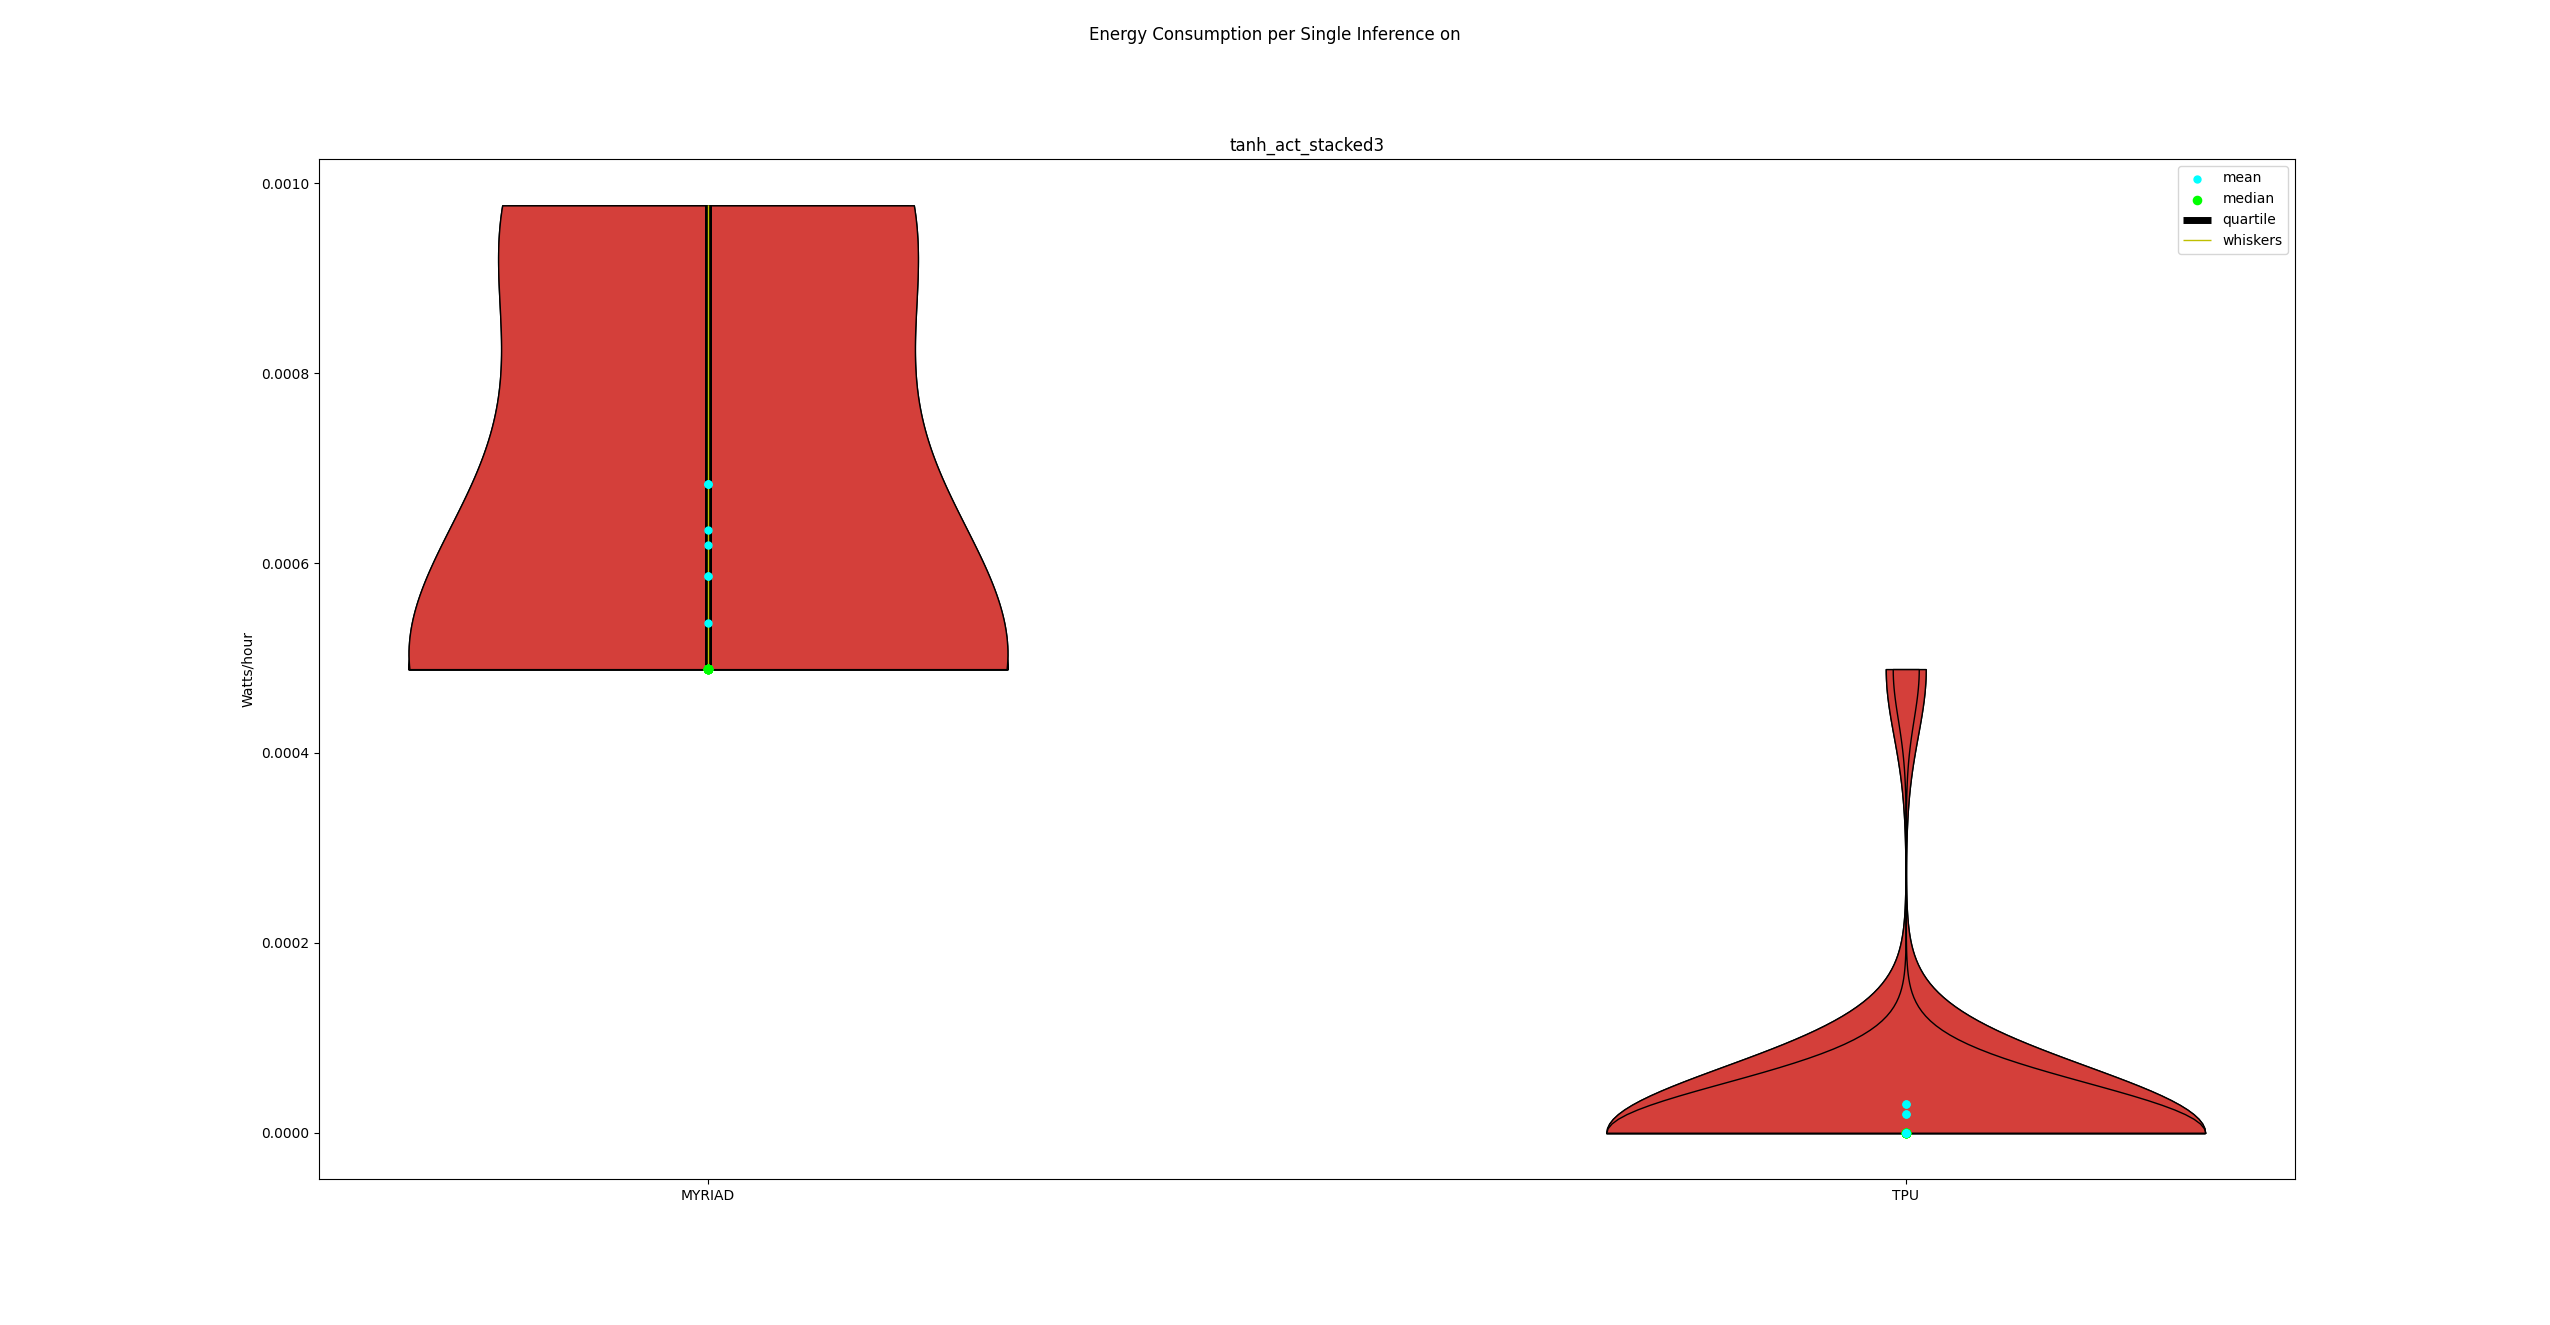 Energy Consumption per Single Inference on
tanh_act_stacked3
mean
median
quartile
whiskers
0.0010
0.0008
0.0006
0.0004
0.0002
0.0000
Watts/hour
MYRIAD
TPU